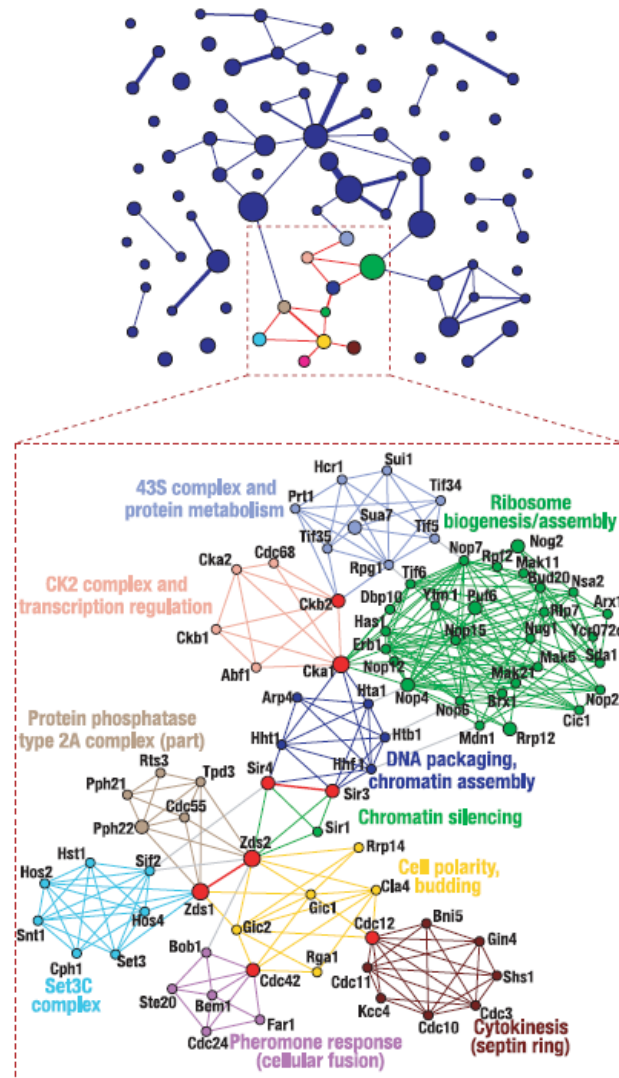 Sui1
Hcr1
43S complex and
protein metabolism
Tif34
Prt1
Ribosome
biogenesis/assembly
Sua7
Tif5
Nop7
Nog2
Tif35
Rpf2
Mak11
Cka2
Cdc68
Rpg1
Tif6
Bud20
Nsa2
CK2 complex and
transcription regulation
Ckb2
Dbp10
Ytm1
Puf6
Rlp7
Arx1
Has1
Nop15
Nug1
Ckb1
Erb1
Sda1
Abf1
Cka1
Nop12
Mak5
Mak21
Arp4
Hta1
Nop4
Nop6
Brx1
Nop2
Cic1
Protein phosphatase
type 2A complex (part)
Hht1
Htb1
Mdn1
Rrp12
Rts3
Hhf1
DNA packaging,
chromatin assembly
Pph21
Tpd3
Sir4
Sir3
Cdc55
Chromatin silencing
Pph22
Zds2
Sir1
Hst1
Rrp14
Hos2
Sif2
Cell polarity,
budding
Cla4
Zds1
Gic1
Cdc12
Bni5
Snt1
Hos4
Gic2
Gin4
Cph1
Set3
Bob1
Rga1
Cdc11
Set3C
complex
Shs1
Ste20
Bem1
Cdc42
Kcc4
Cdc3
Far1
Cdc10
Cdc24
Pheromone response
(cellular fusion)
Cytokinesis
(septin ring)